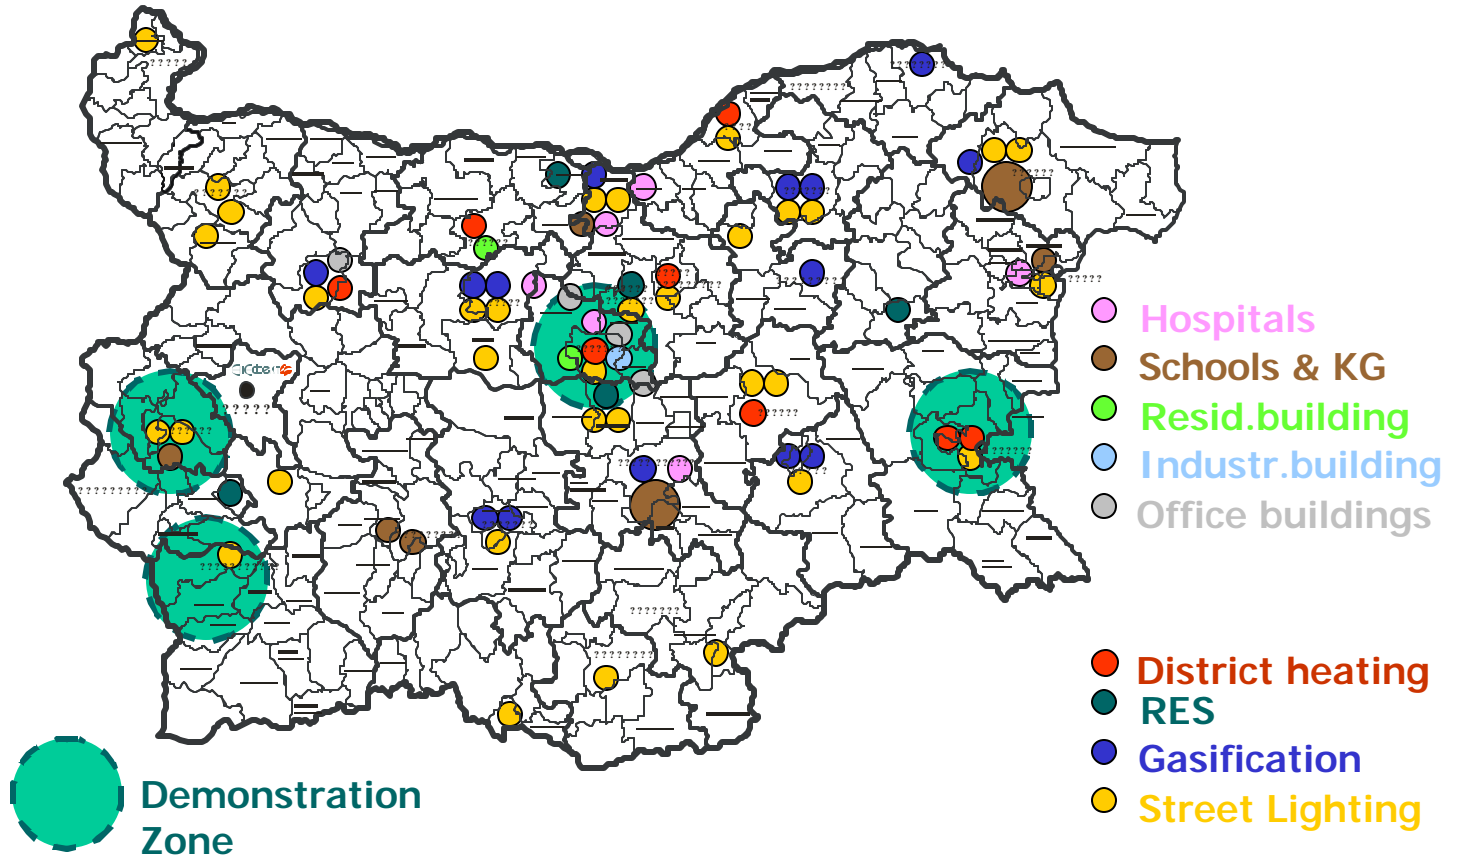 Hospitals
Schools & KG
Resid.building
Industr.building
Office buildings
District heating
RES
Gasification
Street Lighting
Demonstration
Zone